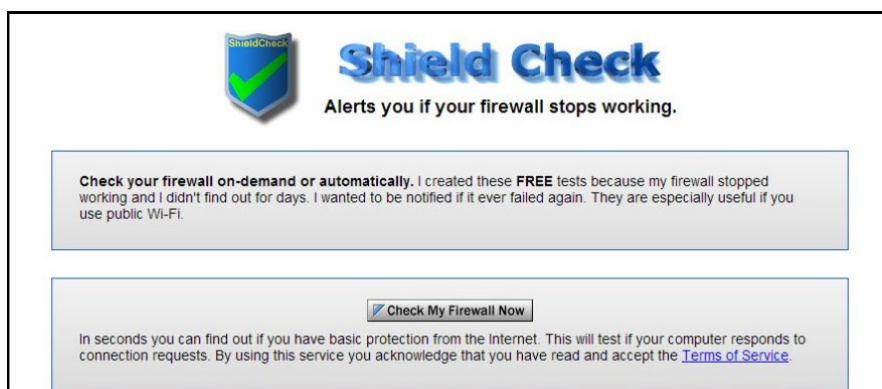 ShieldCheck
Shield Check
Alerts you if your firewall stops working.
Check your firewall on-demand or automatically. I created these FREE tests because my firewall stopped
working and I didn't find out for days. I wanted to be notified if it ever failed again. They are especially useful if you
use public Wi-Fi.
Check My Firewall Now
In seconds you can find out if you have basic protection from the Internet. This will test if your computer responds to
connection requests. By using this service you acknowledge that you have read and accept the Terms of Service.